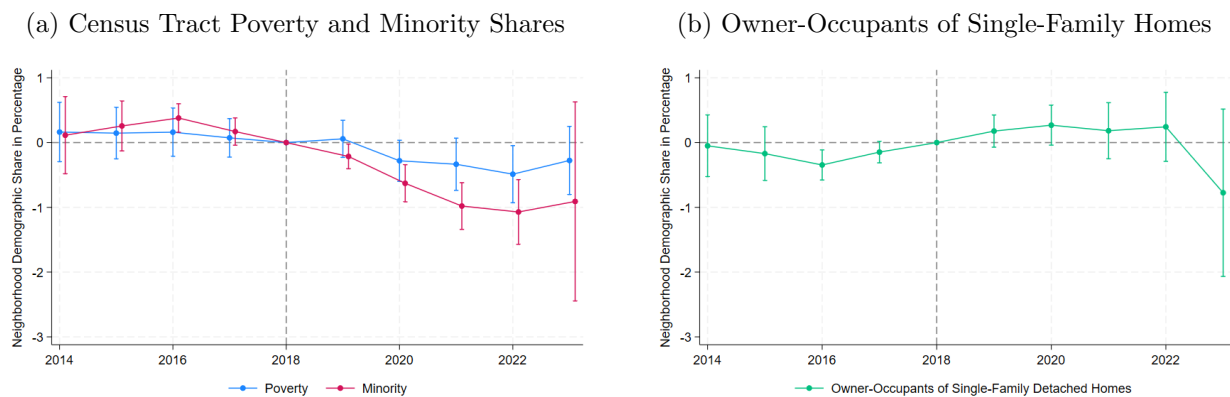 (a) Census Tract Poverty and Minority Shares
Neighborhood Demographic Share in Percentage
1
0
-1
-2
-3
2014 2016 2018 2020 2022
Poverty Minority
(b) Owner-Occupants of Single-Family Homes
Neighborhood Demographic Share in Percentage
1
0
-1
-2
-3
2014 2016 2018 2020 2022
Owner-Occupants of Single-Family Detached Homes